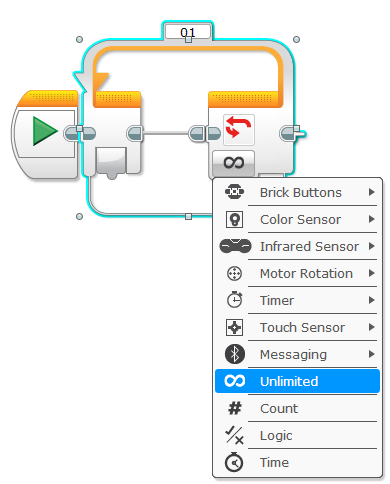 01
Brick Buttons
Color Sensor
Infrared Sensor
Motor Rotation
Timer
Touch Sensor
Messaging
Unlimited
# Count
Logic
Time